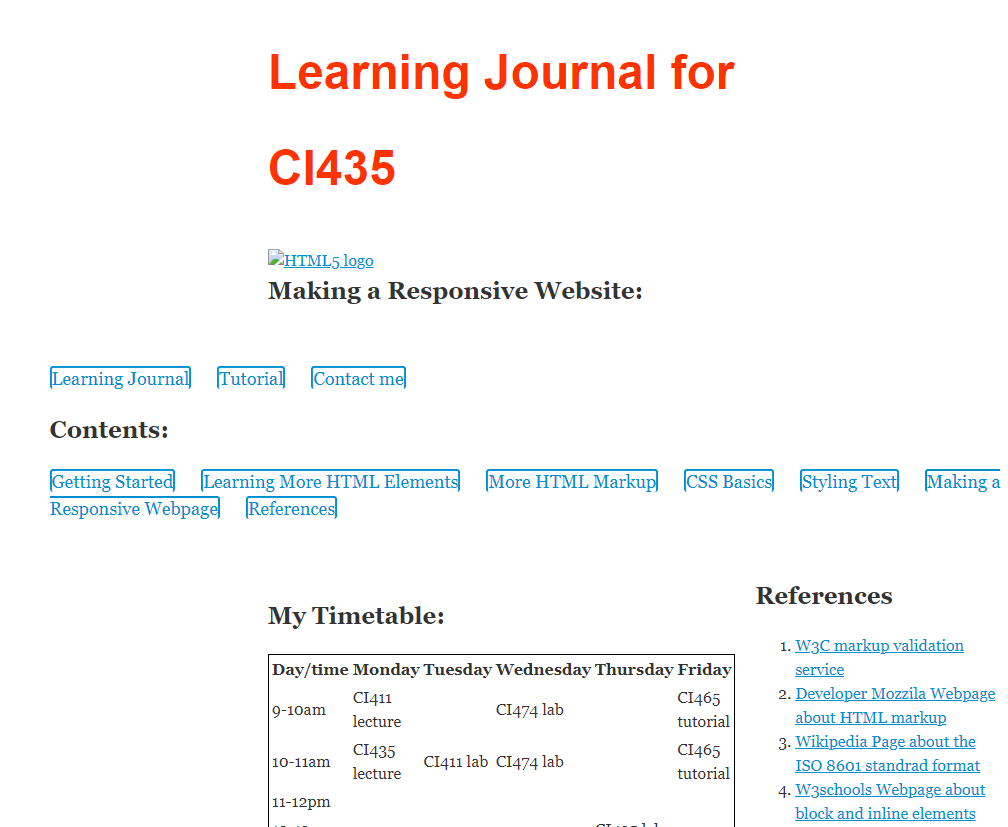 Learning Journal for
CI435
HTML5 logo
Making a Responsive Website:
Learning Journal Tutorial Contact me
Contents:
Getting Started Learning More HTML Elements More HTML Markup CSS Basics Styling Text Making a
Responsive Webpage References
My Timetable:
Day/time Monday Tuesday Wednesday Thursday Friday
9-10am CI411 lecture CI474 lab CI465 tutorial
10-11am CI435 lecture CI411 lab CI474 lab CI465 tutorial
11-12pm
References
1. W3C markup validation
service
2. Developer Mozzila Webpage
about HTML markup
3. Wikipedia Page about the
ISO 8601 standrad format
4. W3schools Webpage about
block and inline elements